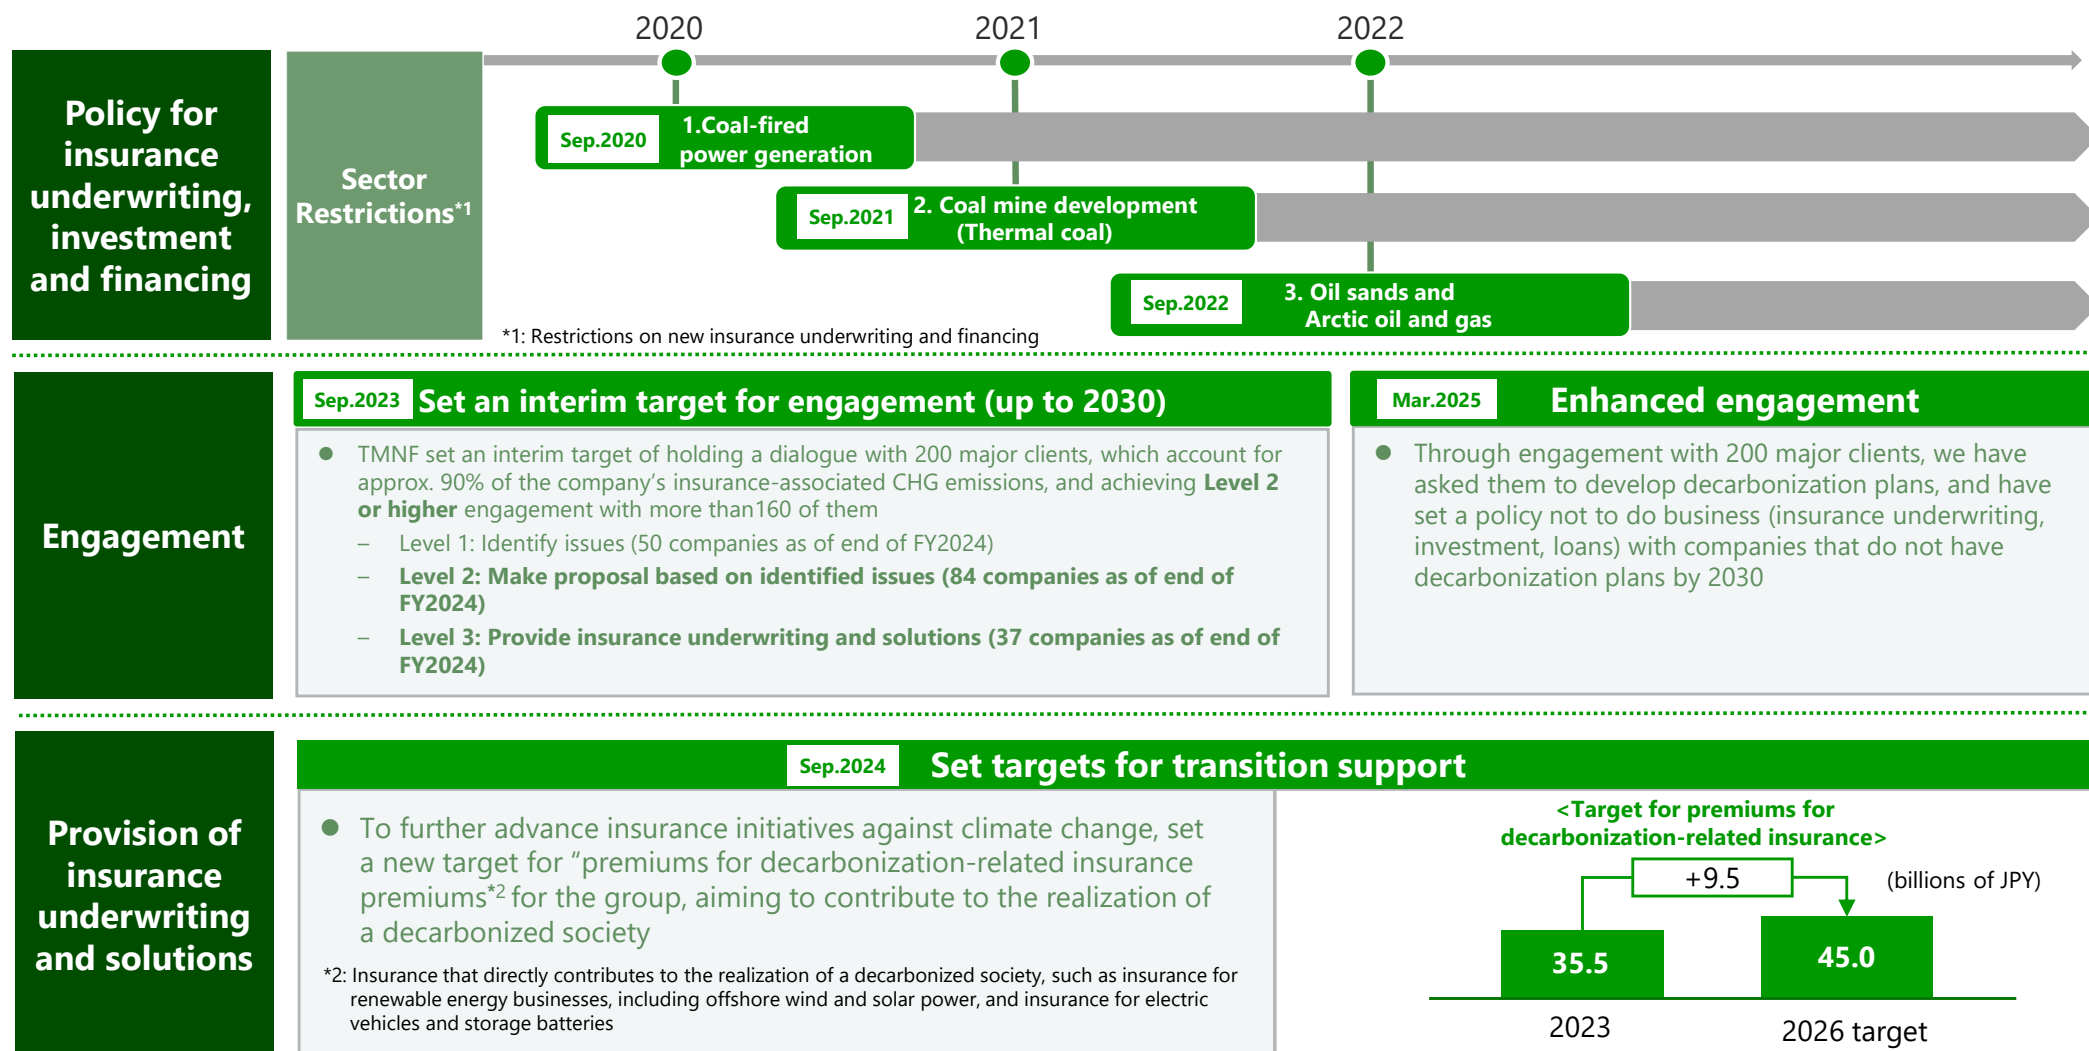 2020
2021
2022
Policy for
insurance
underwriting,
investment
and financing
Sector
Restrictions*1
Sep.2020
1.Coal-fired
power generation
Sep.2021
2. Coal mine development
(Thermal coal)
Sep.2022
3. Oil sands and
Arctic oil and gas
*1: Restrictions on new insurance underwriting and financing
Engagement
Sep.2023
Set an interim target for engagement (up to 2030)
● TMNF set an interim target of holding a dialogue with 200 major clients, which account for
approx. 90% of the company’s insurance-associated CHG emissions, and achieving Level 2
or higher engagement with more than160 of them
– Level 1: Identify issues (50 companies as of end of FY2024)
– Level 2: Make proposal based on identified issues (84 companies as of end of
FY2024)
– Level 3: Provide insurance underwriting and solutions (37 companies as of end of
FY2024)
Mar.2025
Enhanced engagement
● Through engagement with 200 major clients, we have
asked them to develop decarbonization plans, and have
set a policy not to do business (insurance underwriting,
investment, loans) with companies that do not have
decarbonization plans by 2030
Provision of
insurance
underwriting
and solutions
Sep.2024
Set targets for transition support
● To further advance insurance initiatives against climate change, set
a new target for “premiums for decarbonization-related insurance
premiums*2 for the group, aiming to contribute to the realization of
a decarbonized society
*2: Insurance that directly contributes to the realization of a decarbonized society, such as insurance for
renewable energy businesses, including offshore wind and solar power, and insurance for electric
vehicles and storage batteries
<Target for premiums for
decarbonization-related insurance>
+9.5
(billions of JPY)
35.5
45.0
2023
2026 target